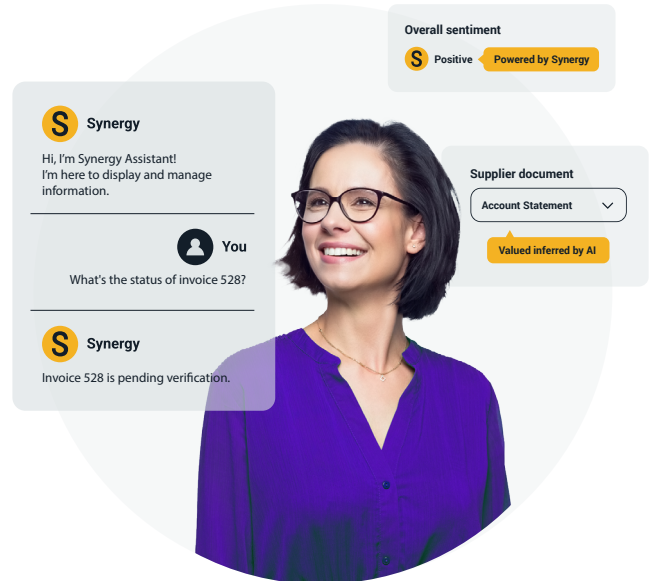 Overall sentiment
S Positive Powered by Synergy
S Synergy
Hi, I'm Synergy Assistant!
I'm here to display and manage
information.
You
What's the status of invoice 528?
S Synergy
Invoice 528 is pending verification.
Supplier document
Account Statement
Valued inferred by AI